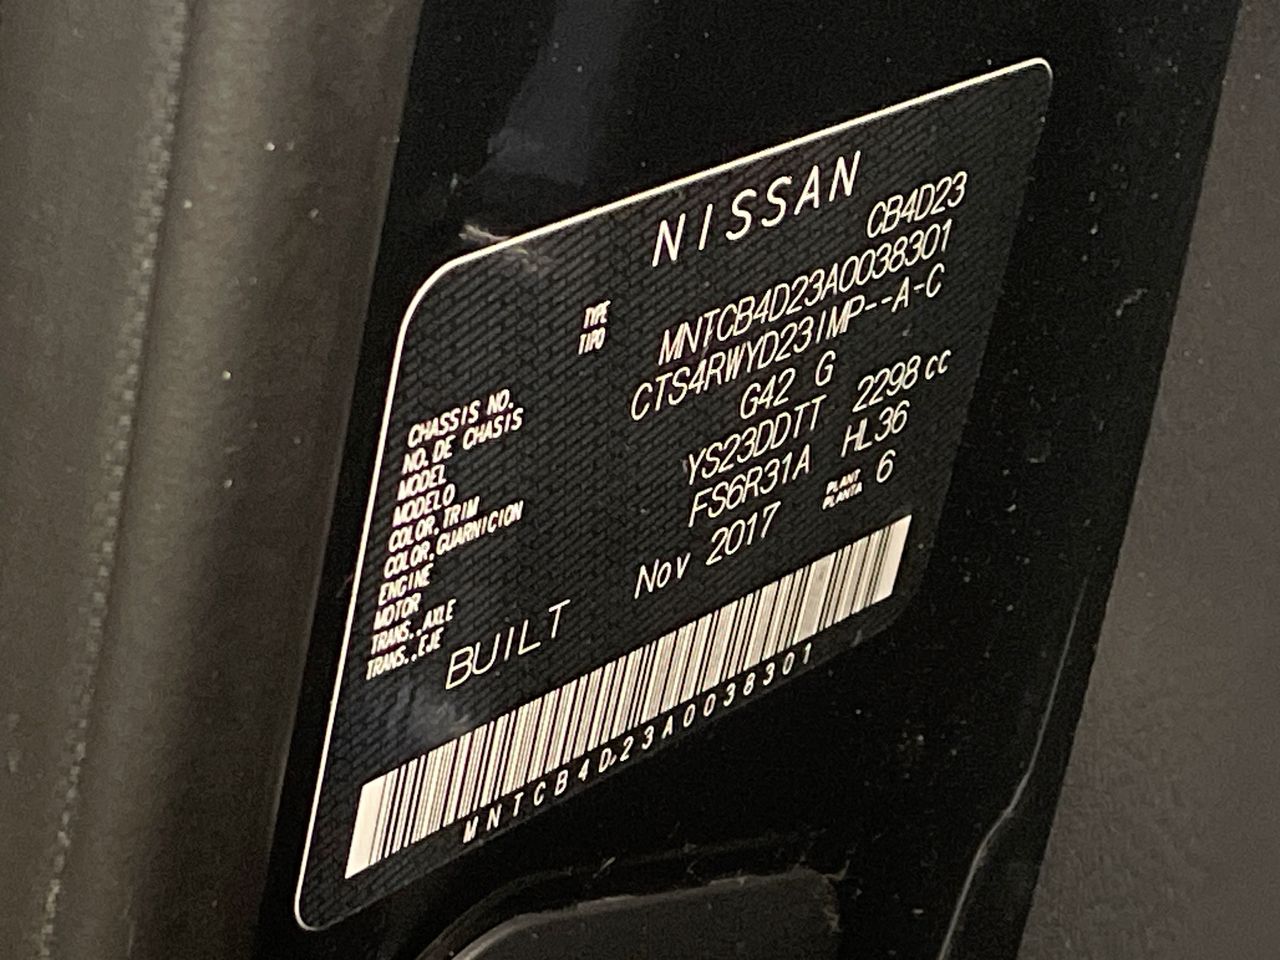 NISSAN
TYPE
TIPO
CB4D23
CHASSIS NO.
NO. DE CHASIS
MNTCB4D23A0038301
MODEL
MODELO
CTS4RWYD23IMP--A-C
COLOR, TRIM
COLOR, GUARNICION
G42 G
ENGINE
MOTOR
YS23DDTT 2298 cc
TRANS., AXLE
TRANS., EJE
FS6R31A HL36
PLANT
PLANTA
6
BUILT Nov 2017
MNTCB4D23A0038301